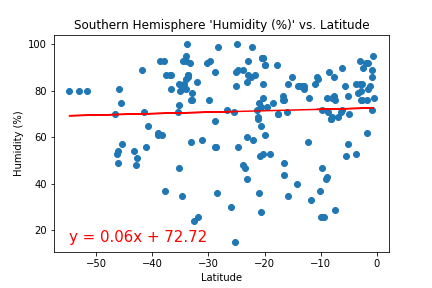 Southern Hemisphere 'Humidity (%)' vs. Latitude
100
80
60
40
20
Humidity (%)
y = 0.06x + 72.72
−50 −40 −30 −20 −10 0
Latitude